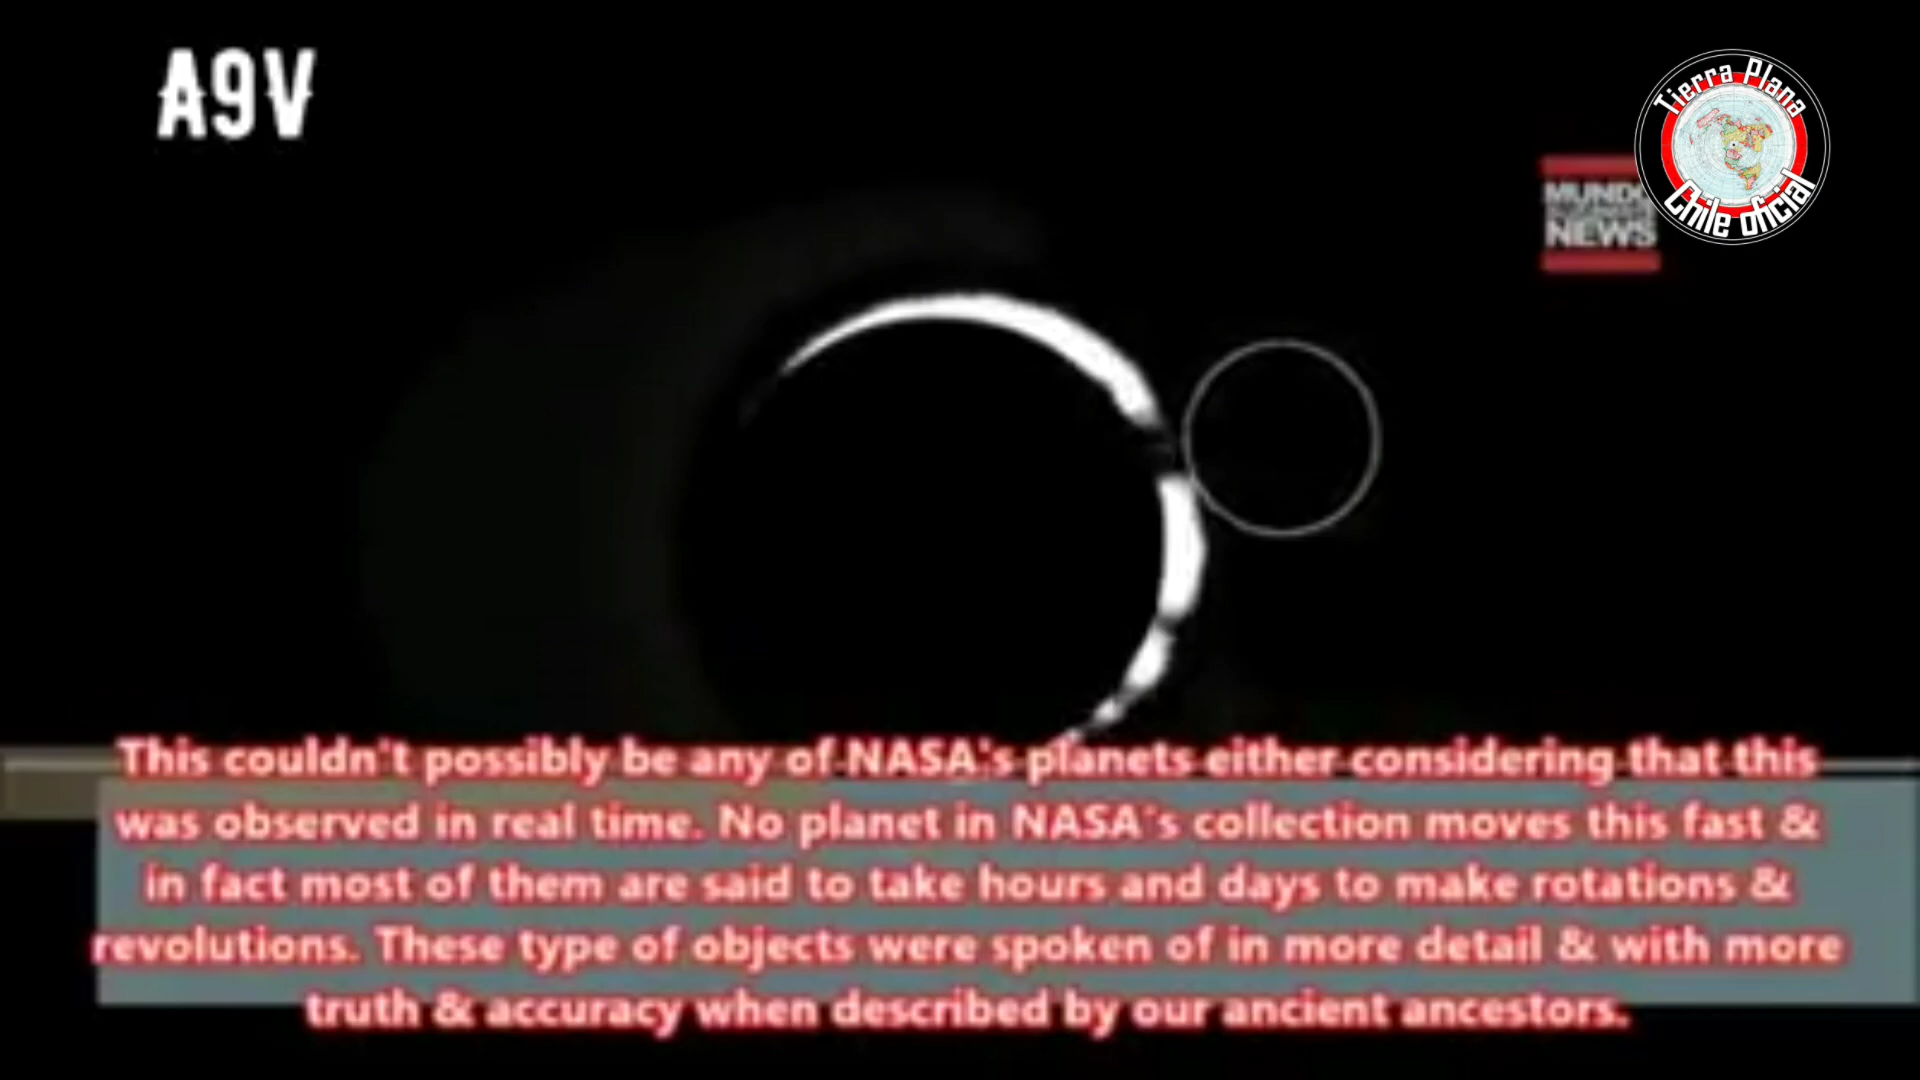 A9V
Tierra Plana
Chile oficial
NEWS
This couldn't possibly be any of NASA's planets either considering that this
was observed in real time. No planet in NASA's collection moves this fast &
in fact most of them are said to take hours and days to make rotations &
revolutions. These type of objects were spoken of in more detail & with more
truth & accuracy when described by our ancient ancestors.